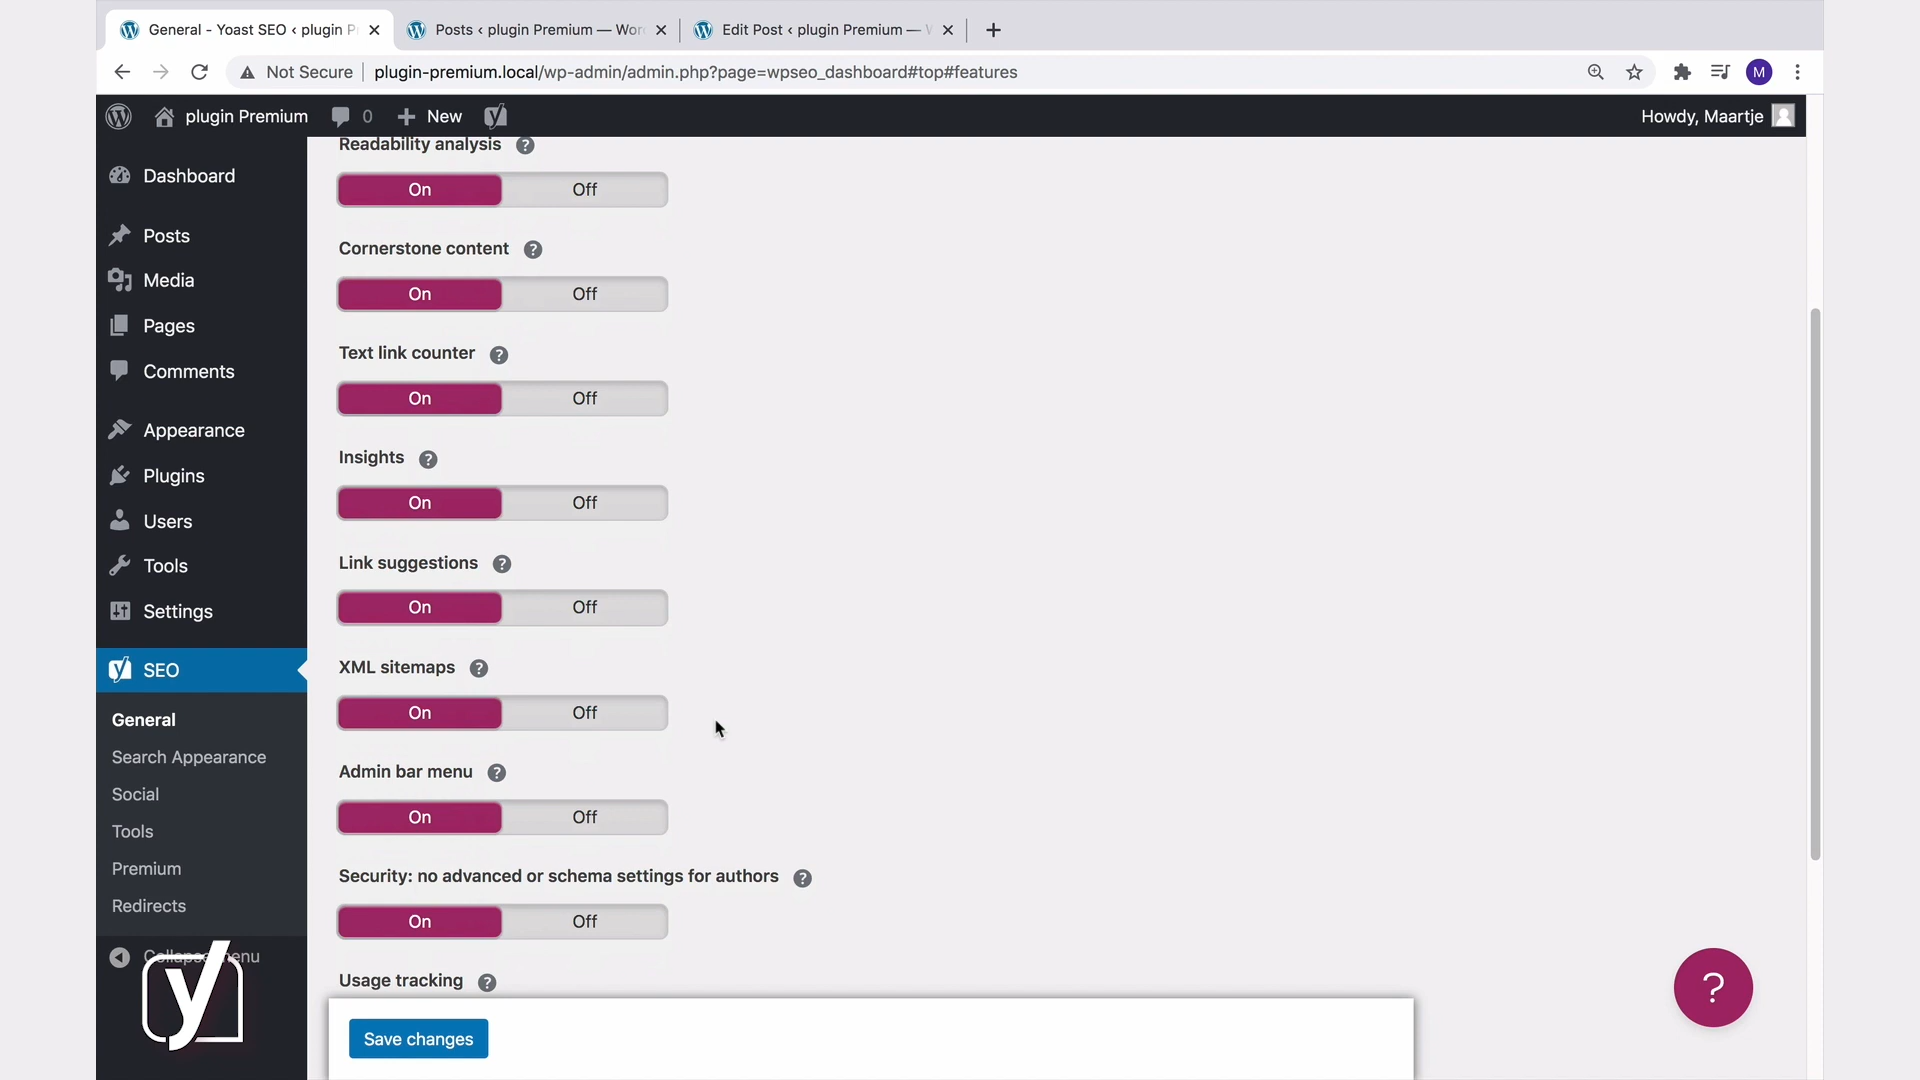 General - Yoast SEO ‹ plugin P
Posts ‹ plugin Premium — Wor
Edit Post ‹ plugin Premium — W
Not Secure
plugin-premium.local/wp-admin/admin.php?page=wpseo_dashboard#top#features
M
plugin Premium
0
New
Howdy, Maartje
Dashboard
Posts
Media
Pages
Comments
Appearance
Plugins
Users
Tools
Settings
SEO
General
Search Appearance
Social
Tools
Premium
Redirects
Collapse menu
Readability analysis ?
On Off
Cornerstone content ?
On Off
Text link counter ?
On Off
Insights ?
On Off
Link suggestions ?
On Off
XML sitemaps ?
On Off
Admin bar menu ?
On Off
Security: no advanced or schema settings for authors ?
On Off
Usage tracking ?
Save changes
?
y